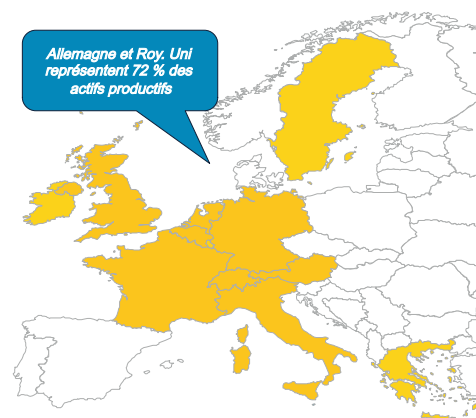 Allemagne et Roy. Uni
représentent 72 % des
actifs productifs